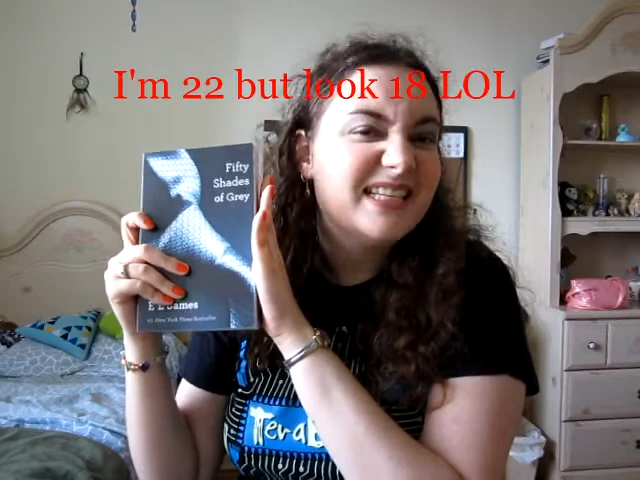 I'm 22 but look 18 LOL
Fifty
Shades
of Grey
E L James
#1 New York Times Bestseller